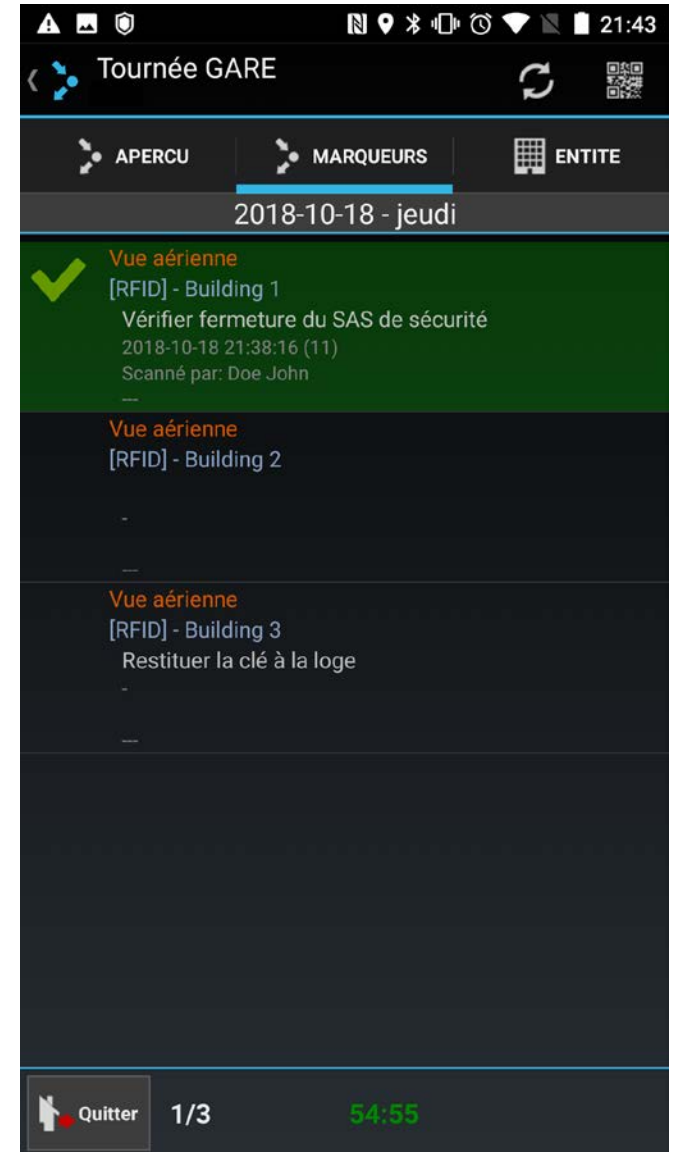 21:43
Tournée GARE
APERCU
MARQUEURS
ENTITE
2018-10-18 - jeudi
Vue aérienne
[RFID] - Building 1
Vérifier fermeture du SAS de sécurité
2018-10-18 21:38:16 (11)
Scanné par: Doe John
---
Vue aérienne
[RFID] - Building 2
-
---
Vue aérienne
[RFID] - Building 3
Restituer la clé à la loge
-
---
Quitter 1/3 54:55